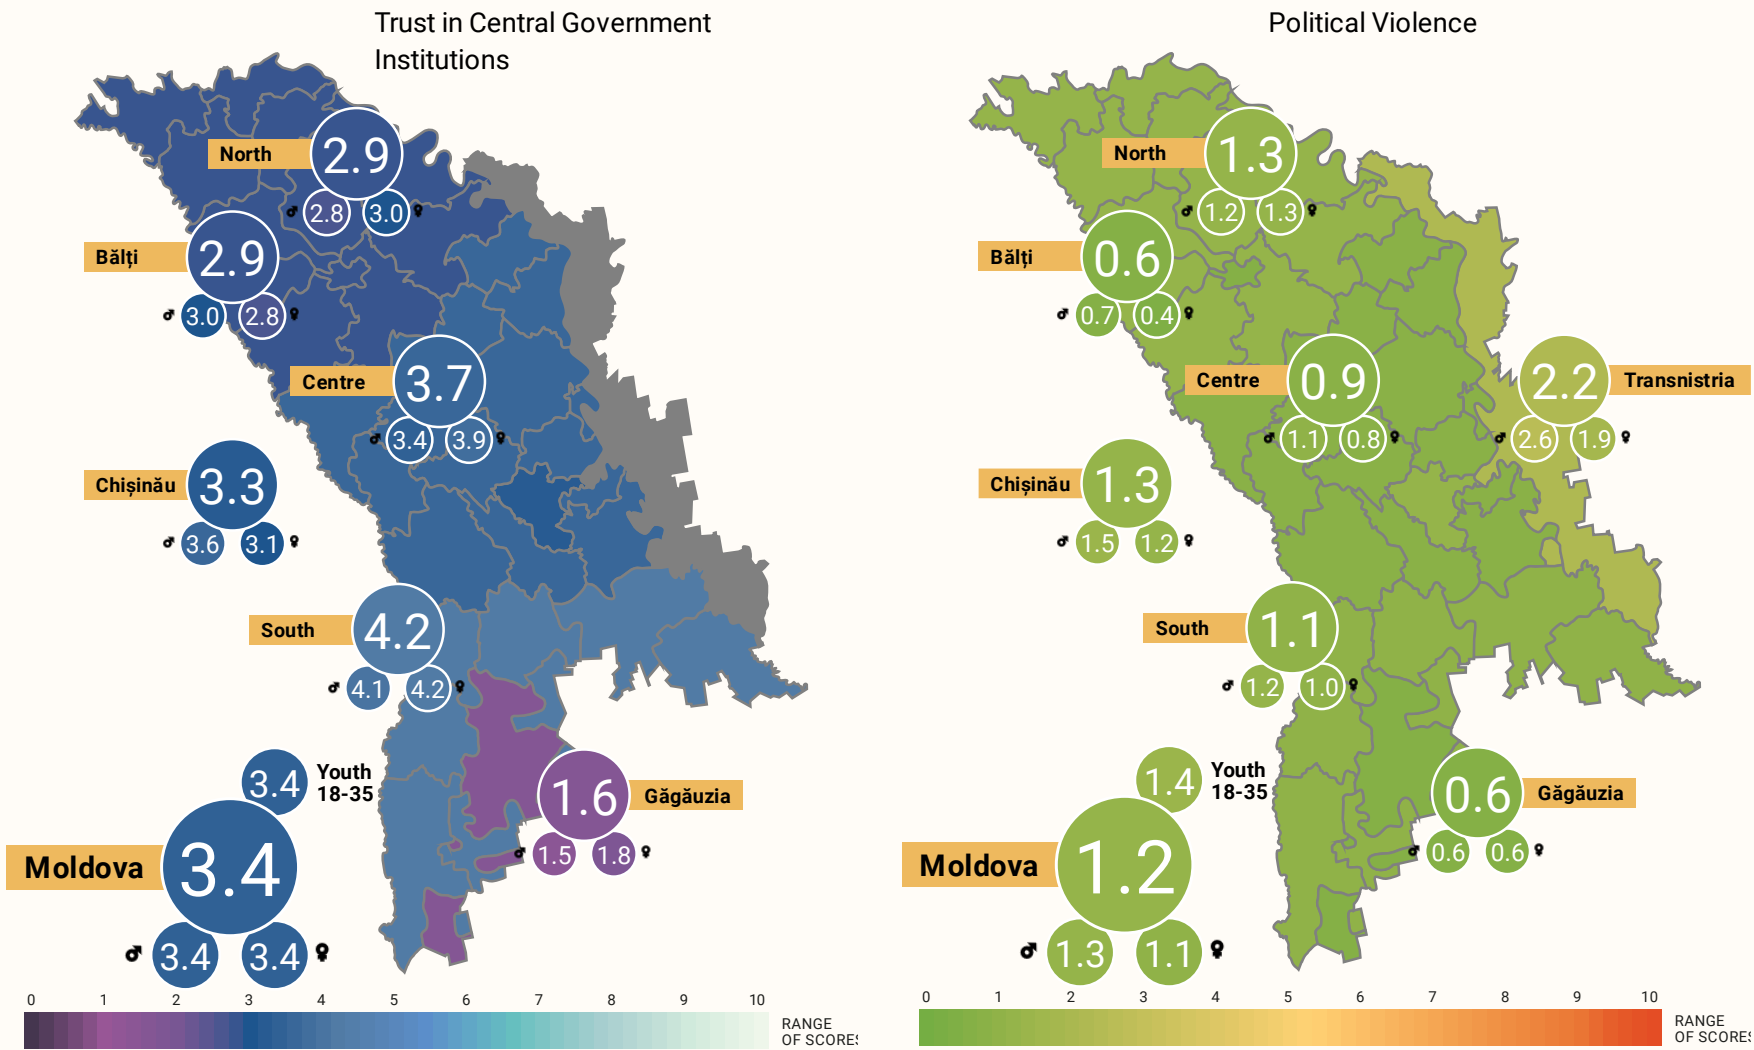 Trust in Central Government
Institutions
North
2.9
♂ 2.8 3.0 ♀
Bălți
2.9
♂ 3.0 2.8 ♀
Centre
3.7
♂ 3.4 3.9 ♀
Chișinău
3.3
♂ 3.6 3.1 ♀
South
4.2
♂ 4.1 4.2 ♀
3.4
Youth
18-35
Găgăuzia
1.6
♂ 1.5 1.8 ♀
Moldova
3.4
♂ 3.4 3.4 ♀
0 1 2 3 4 5 6 7 8 9 10
RANGE
OF SCORES
Political Violence
North
1.3
♂ 1.2 1.3 ♀
Bălți
0.6
♂ 0.7 0.4 ♀
Centre
0.9
♂ 1.1 0.8 ♀
2.2
Transnistria
♂ 2.6 1.9 ♀
Chișinău
1.3
♂ 1.5 1.2 ♀
South
1.1
♂ 1.2 1.0 ♀
1.4
Youth
18-35
0.6
Găgăuzia
♂ 0.6 0.6 ♀
Moldova
1.2
♂ 1.3 1.1 ♀
0 1 2 3 4 5 6 7 8 9 10
RANGE
OF SCORES